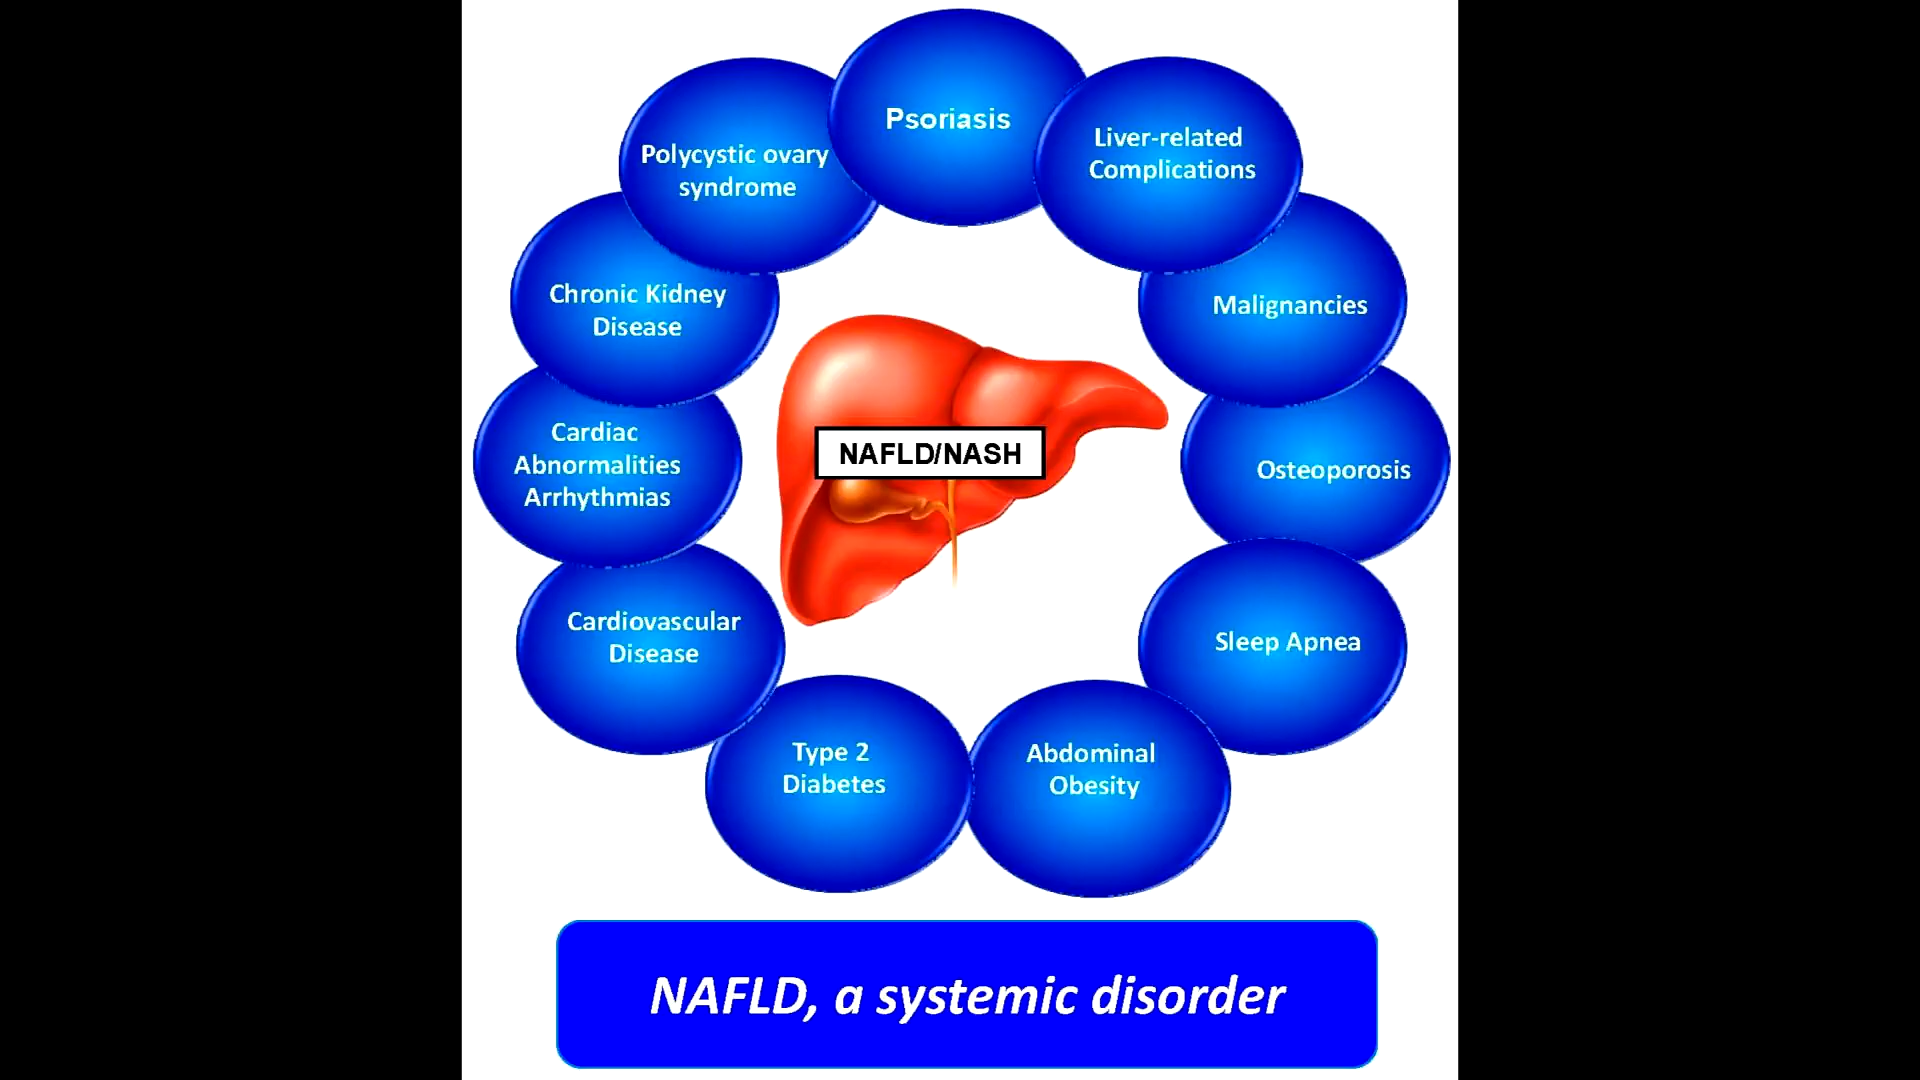 Psoriasis
Liver-related
Complications
Malignancies
Osteoporosis
Sleep Apnea
Abdominal
Obesity
Type 2
Diabetes
Cardiovascular
Disease
Cardiac
Abnormalities
Arrhythmias
Chronic Kidney
Disease
Polycystic ovary
syndrome
NAFLD/NASH
NAFLD, a systemic disorder